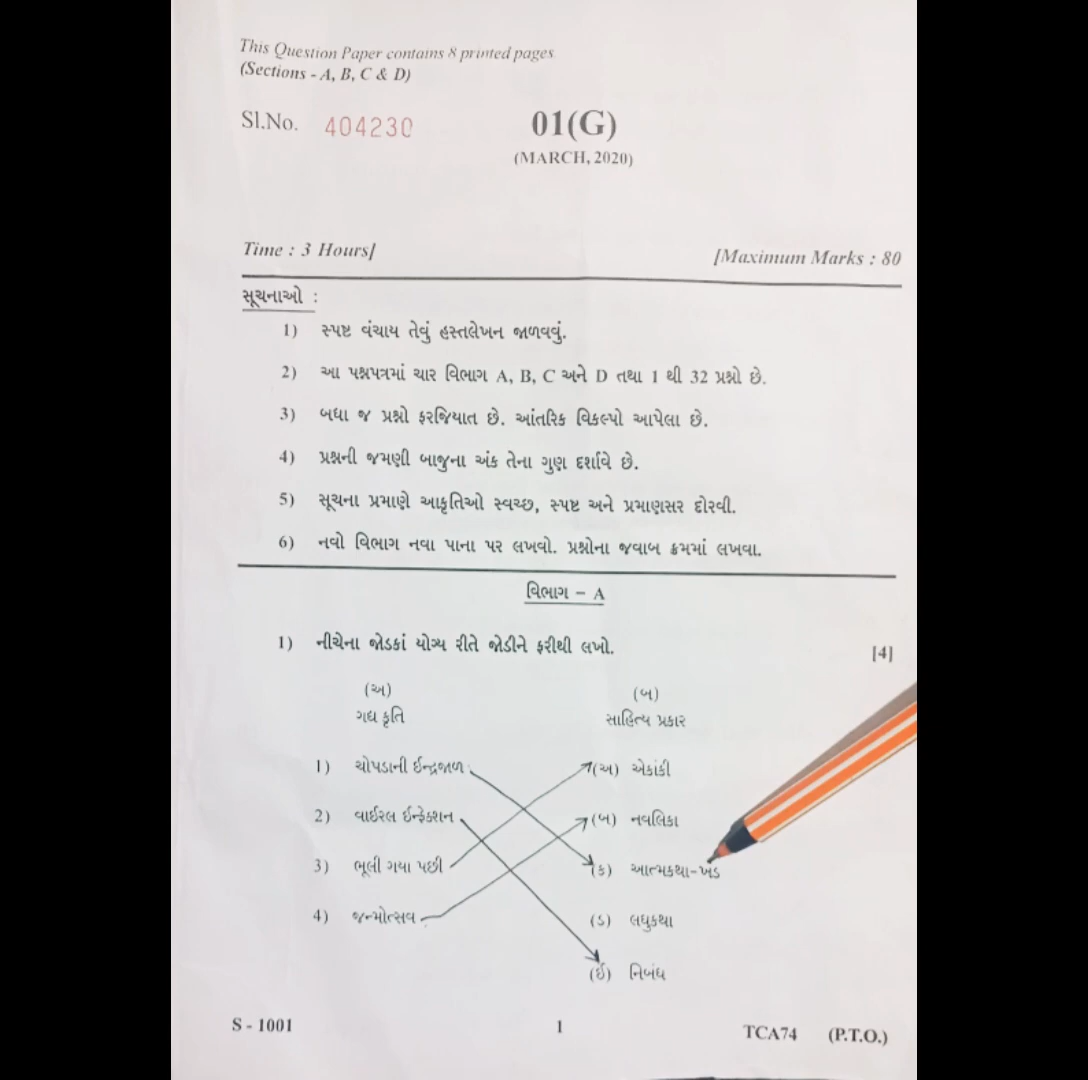 This Question Paper contains 8 printed pages
(Sections - A, B, C & D)
Sl.No. 404230 01(G)
(MARCH, 2020)
Time : 3 Hours] [Maximum Marks : 80
સૂચનાઓ :
1) સ્પષ્ટ વંચાય તેવું હસ્તલેખન જાળવવું.
2) આ પશ્નપત્રમાં ચાર વિભાગ A, B, C અને D તથા 1 થી 32 પ્રશ્નો છે.
3) બધા જ પ્રશ્નો ફરજિયાત છે. આંતરિક વિકલ્પો આપેલા છે.
4) પ્રશ્નની જમણી બાજુના અંક તેના ગુણ દર્શાવે છે.
5) સૂચના પ્રમાણે આકૃતિઓ સ્વચ્છ, સ્પષ્ટ અને પ્રમાણસર દોરવી.
6) નવો વિભાગ નવા પાના પર લખવો. પ્રશ્નોના જવાબ ક્રમમાં લખવા.
વિભાગ – A
1) નીચેના જોડકાં યોગ્ય રીતે જોડીને ફરીથી લખો. [4]
(અ) (બ)
ગદ્ય કૃતિ સાહિત્ય પ્રકાર
1) ચોપડાની ઈન્દ્રજાળ (અ) એકાંકી
2) વાઈરલ ઈન્ફેક્શન (બ) નવલિકા
3) ભૂલી ગયા પછી (ક) આત્મકથા-ખંડ
4) જન્મોત્સવ (ડ) લઘુકથા
(ઈ) નિબંધ
S - 1001 1 TCA74 (P.T.O.)